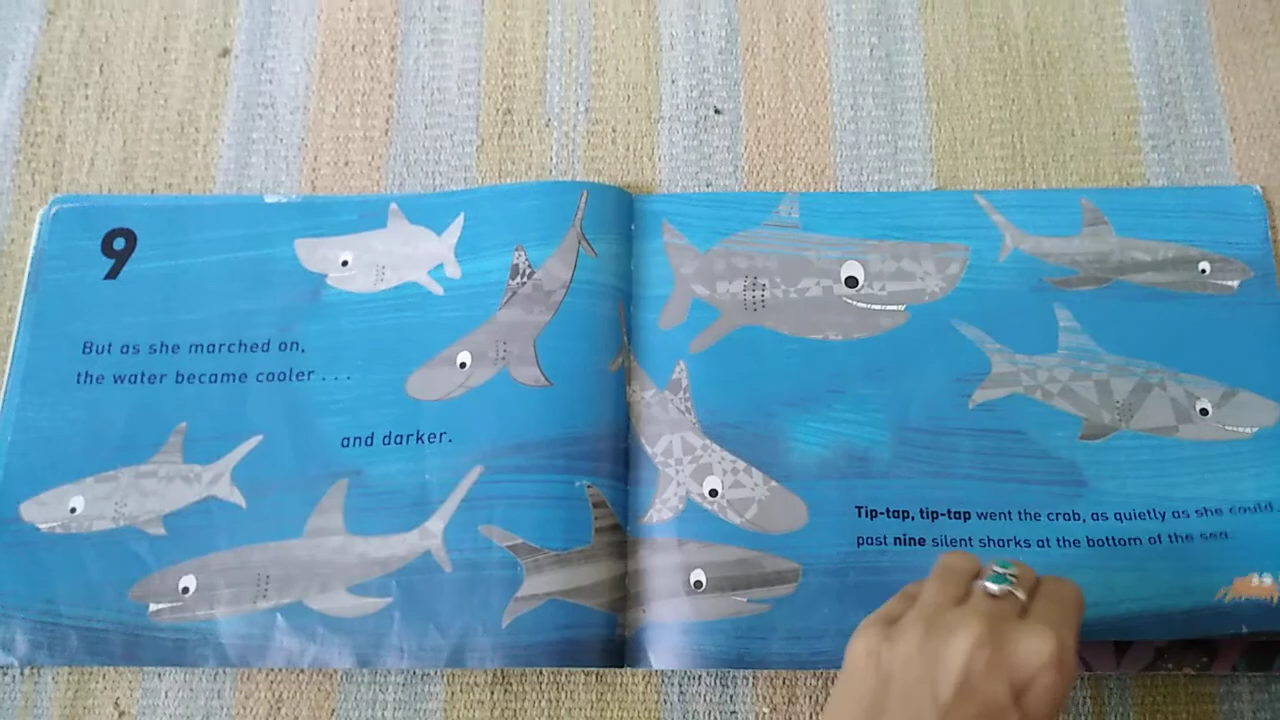 9
But as she marched on,
the water became cooler . . .
and darker.
Tip-tap, tip-tap went the crab, as quietly as she could,
past nine silent sharks at the bottom of the sea.